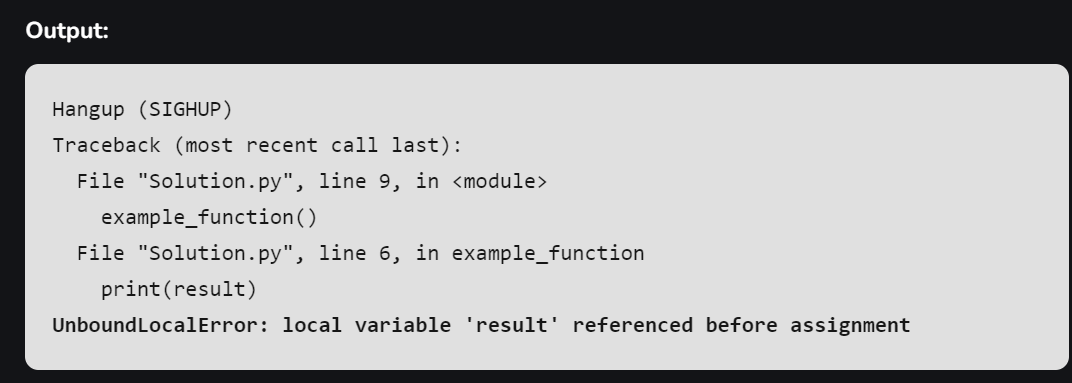 Output:
Hangup (SIGHUP)
Traceback (most recent call last):
  File "Solution.py", line 9, in <module>
    example_function()
  File "Solution.py", line 6, in example_function
    print(result)
UnboundLocalError: local variable 'result' referenced before assignment